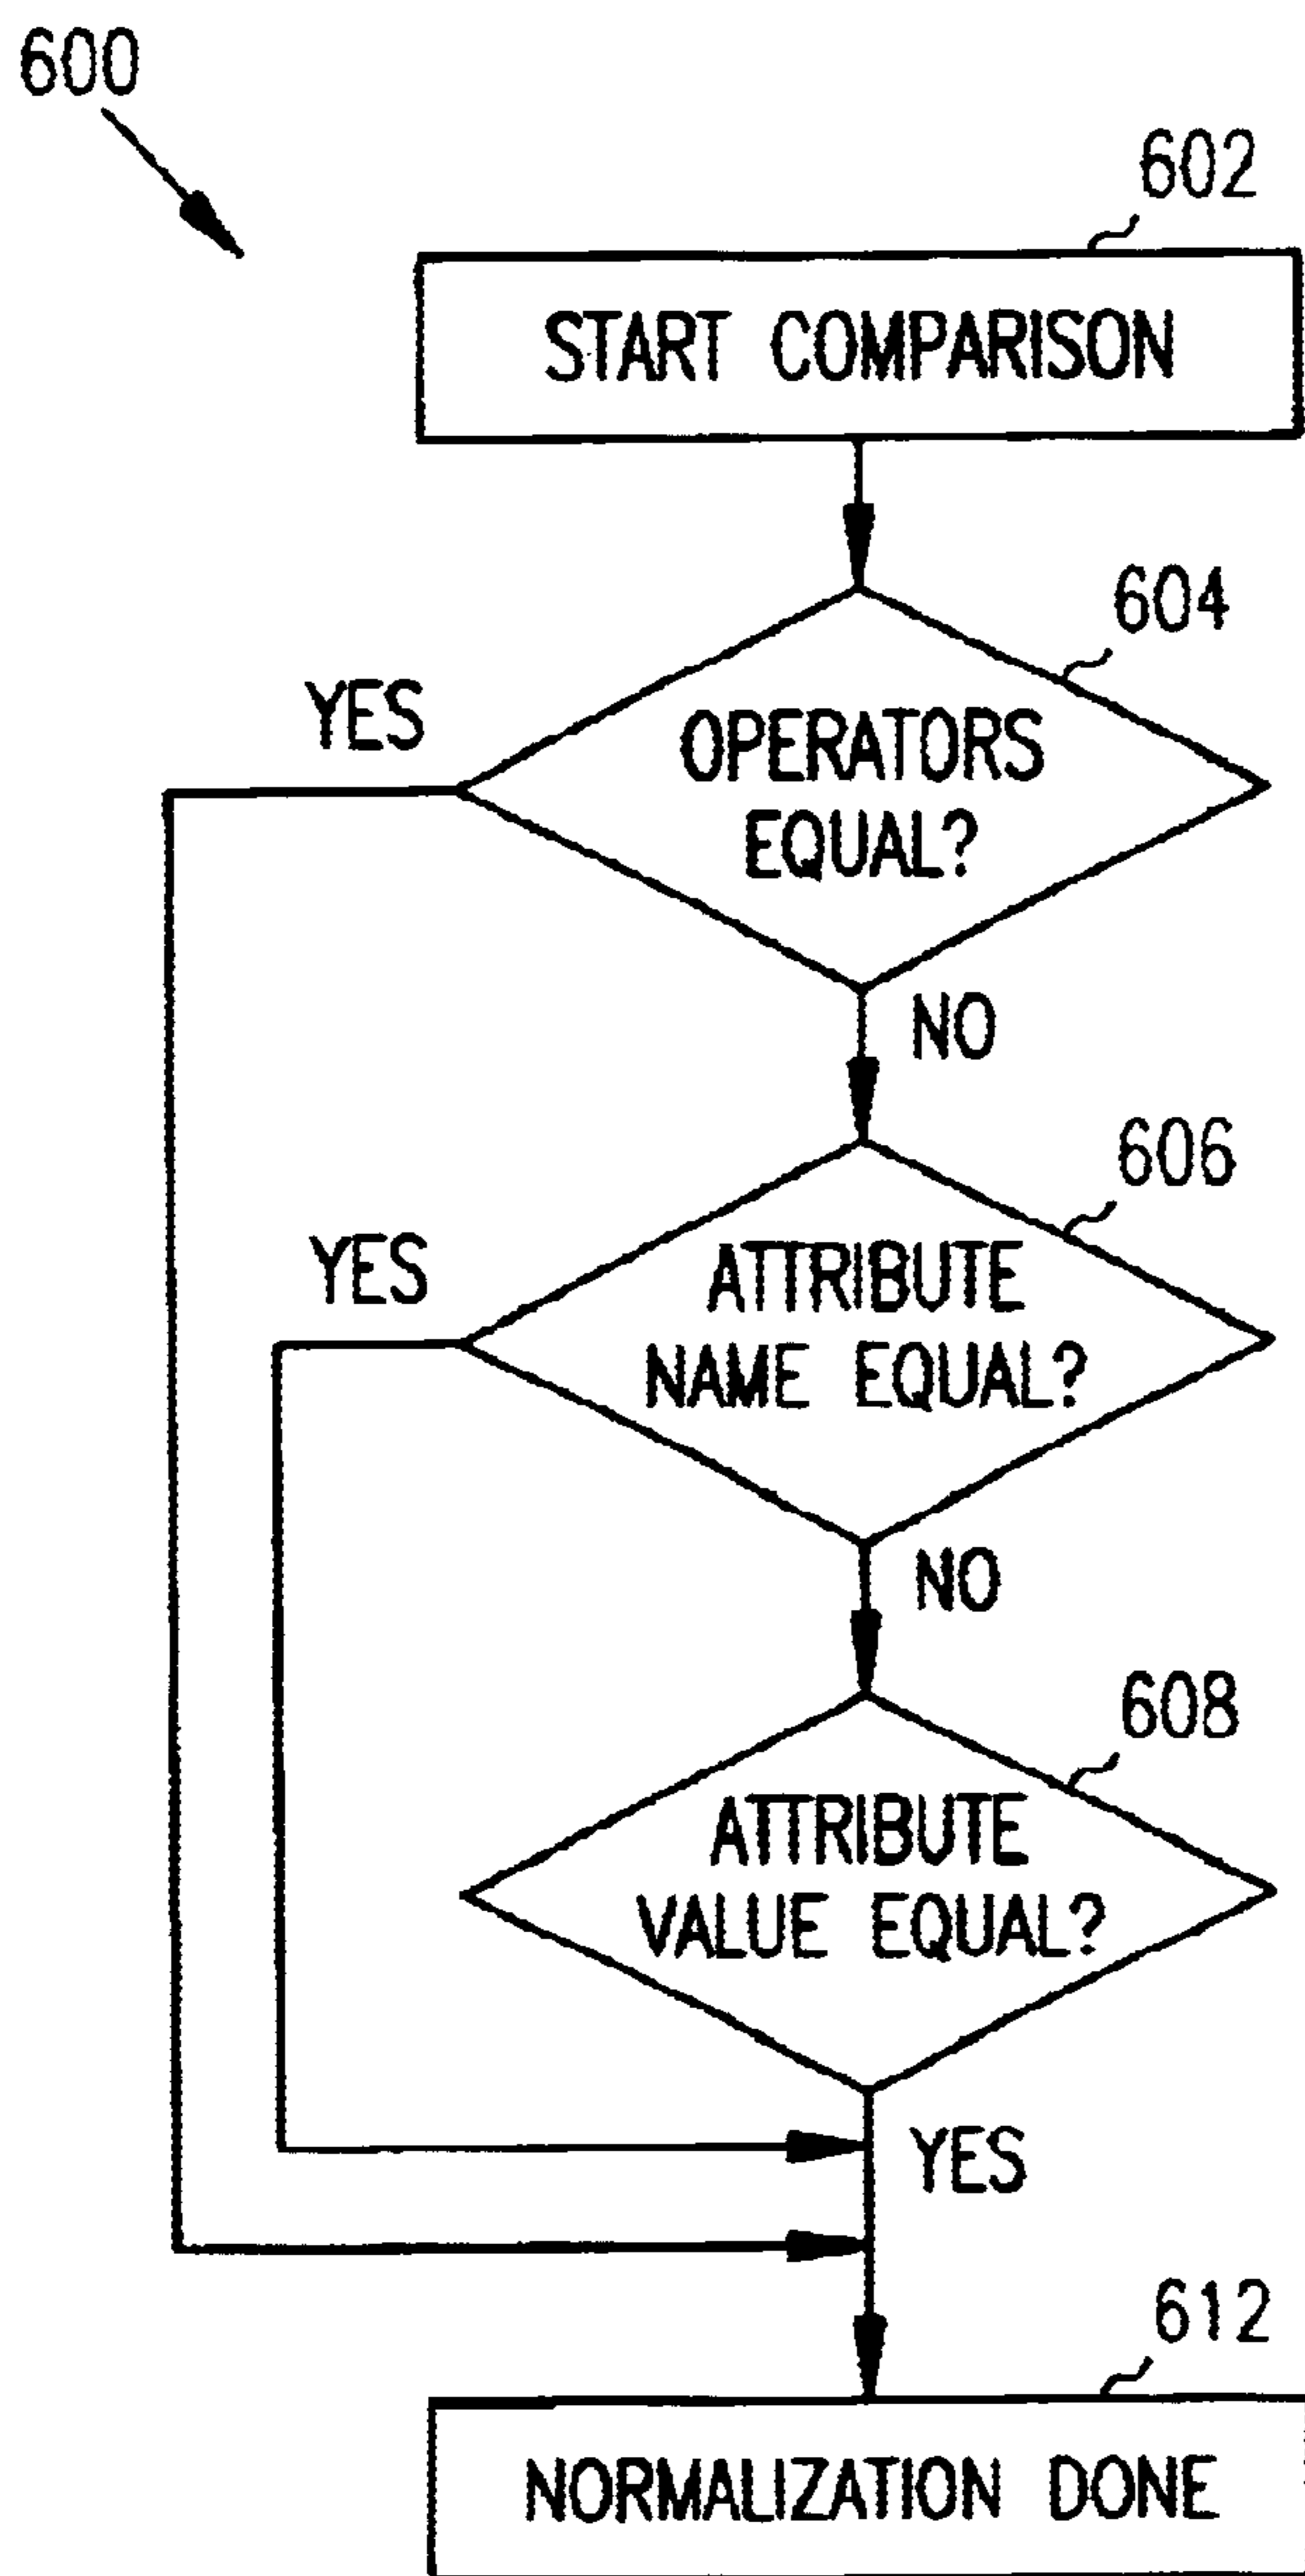 600
602
START COMPARISON
604
YES
OPERATORS
EQUAL?
NO
606
YES
ATTRIBUTE
NAME EQUAL?
NO
608
ATTRIBUTE
VALUE EQUAL?
YES
612
NORMALIZATION DONE